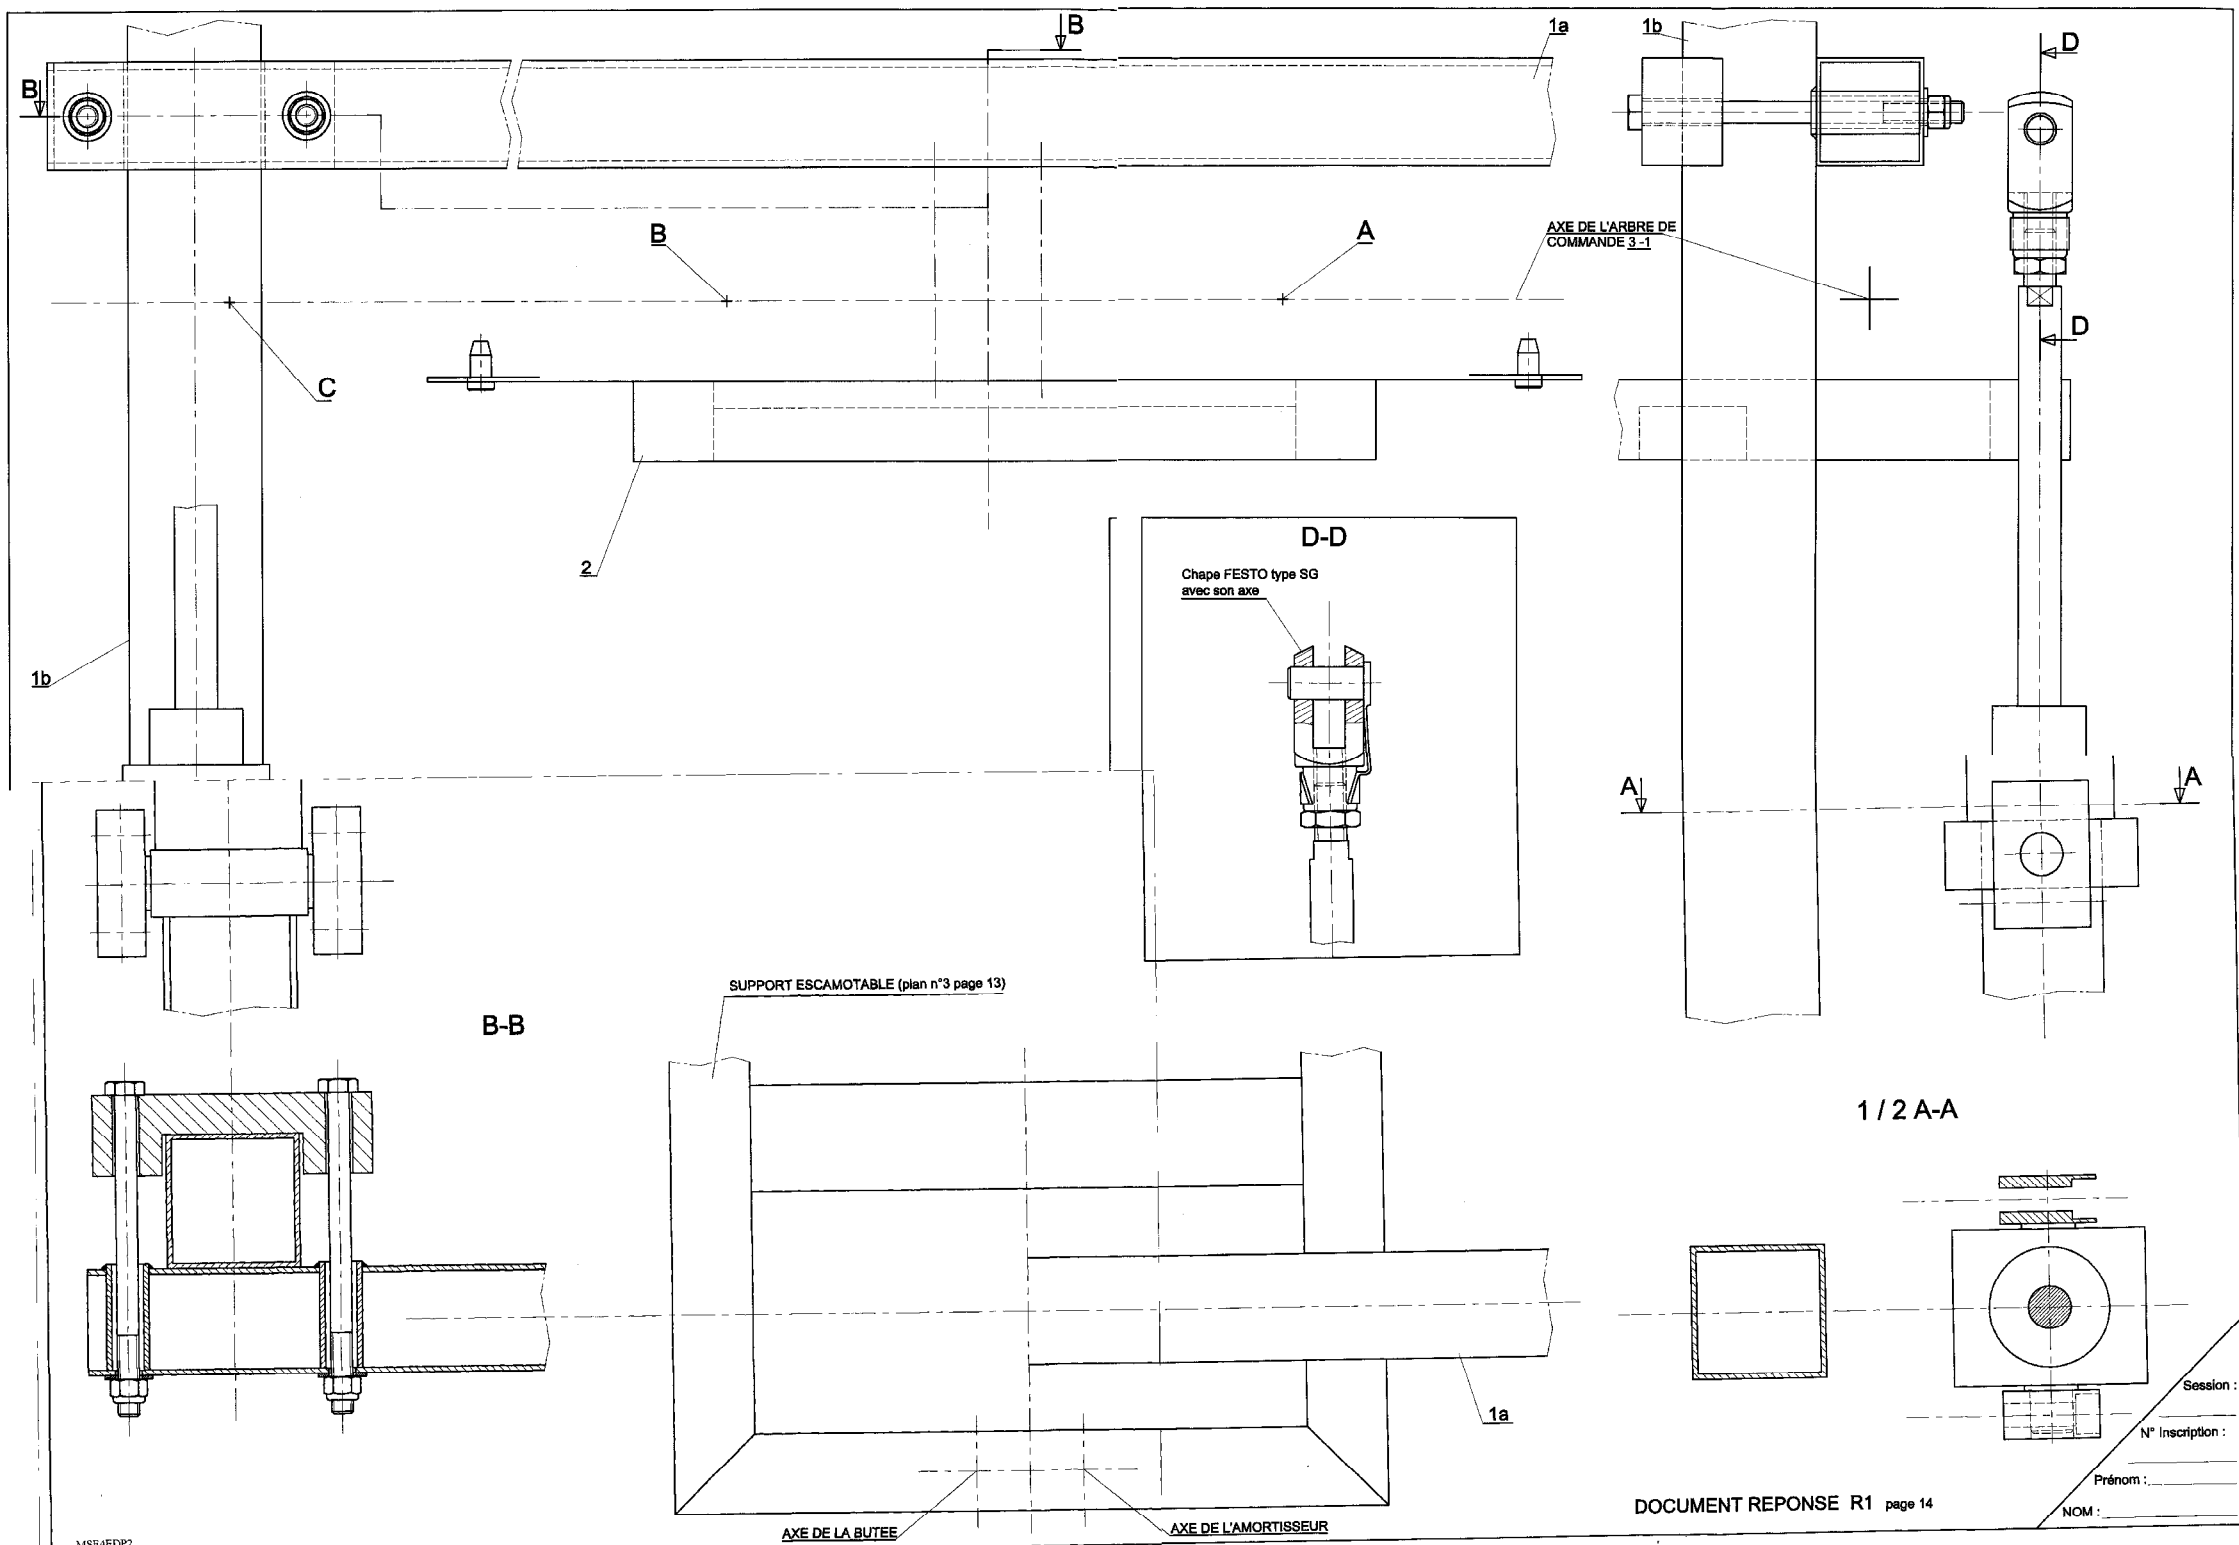 B
1a
1b
D
B
B
A
AXE DE L'ARBRE DE
COMMANDE 3 -1
D
C
D-D
2
Chape FESTO type SG
avec son axe
1b
A
A
SUPPORT ESCAMOTABLE (plan n°3 page 13)
B-B
1 / 2 A-A
1a
Session :
N° Inscription :
Prénom :
NOM :
DOCUMENT REPONSE R1 page 14
AXE DE LA BUTEE
AXE DE L'AMORTISSEUR
MSE4EDP2